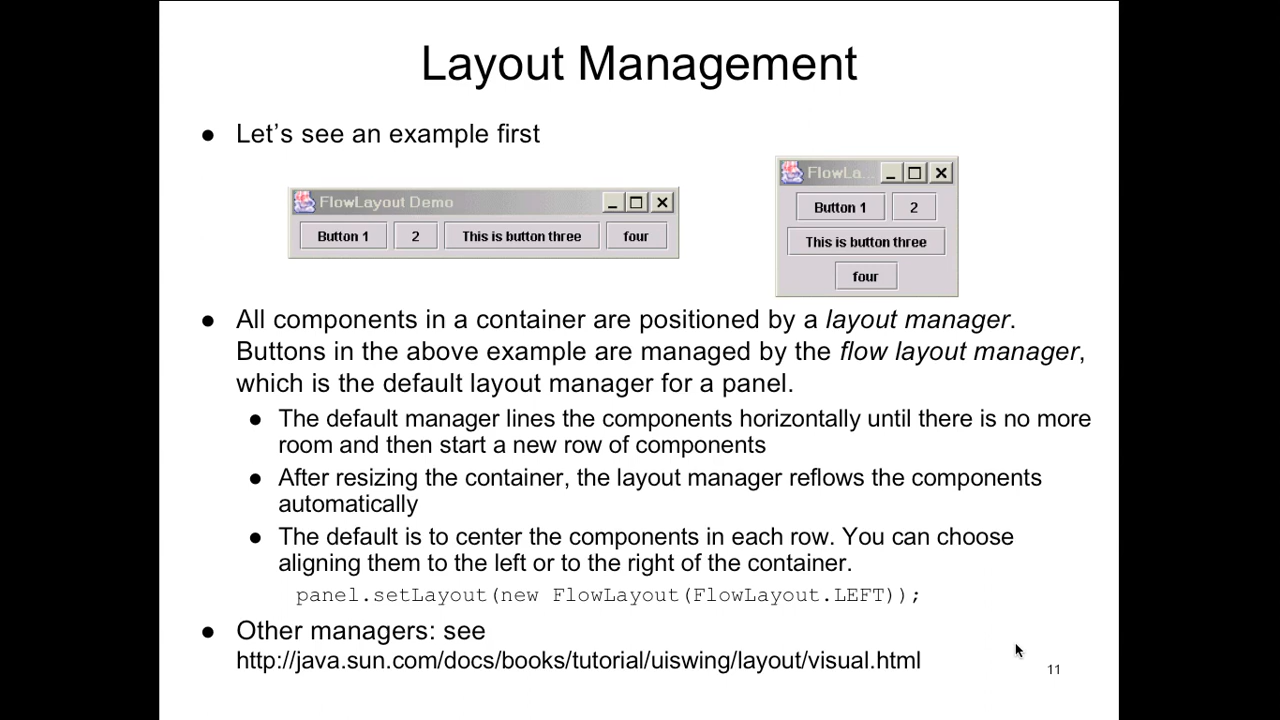 Layout Management
● Let's see an example first
FlowLayout Demo
Button 1 2 This is button three four
FlowLa...
Button 1 2
This is button three
four
● All components in a container are positioned by a layout manager.
Buttons in the above example are managed by the flow layout manager,
which is the default layout manager for a panel.
● The default manager lines the components horizontally until there is no more
room and then start a new row of components
● After resizing the container, the layout manager reflows the components
automatically
● The default is to center the components in each row. You can choose
aligning them to the left or to the right of the container.
panel.setLayout(new FlowLayout(FlowLayout.LEFT));
● Other managers: see
http://java.sun.com/docs/books/tutorial/uiswing/layout/visual.html
11